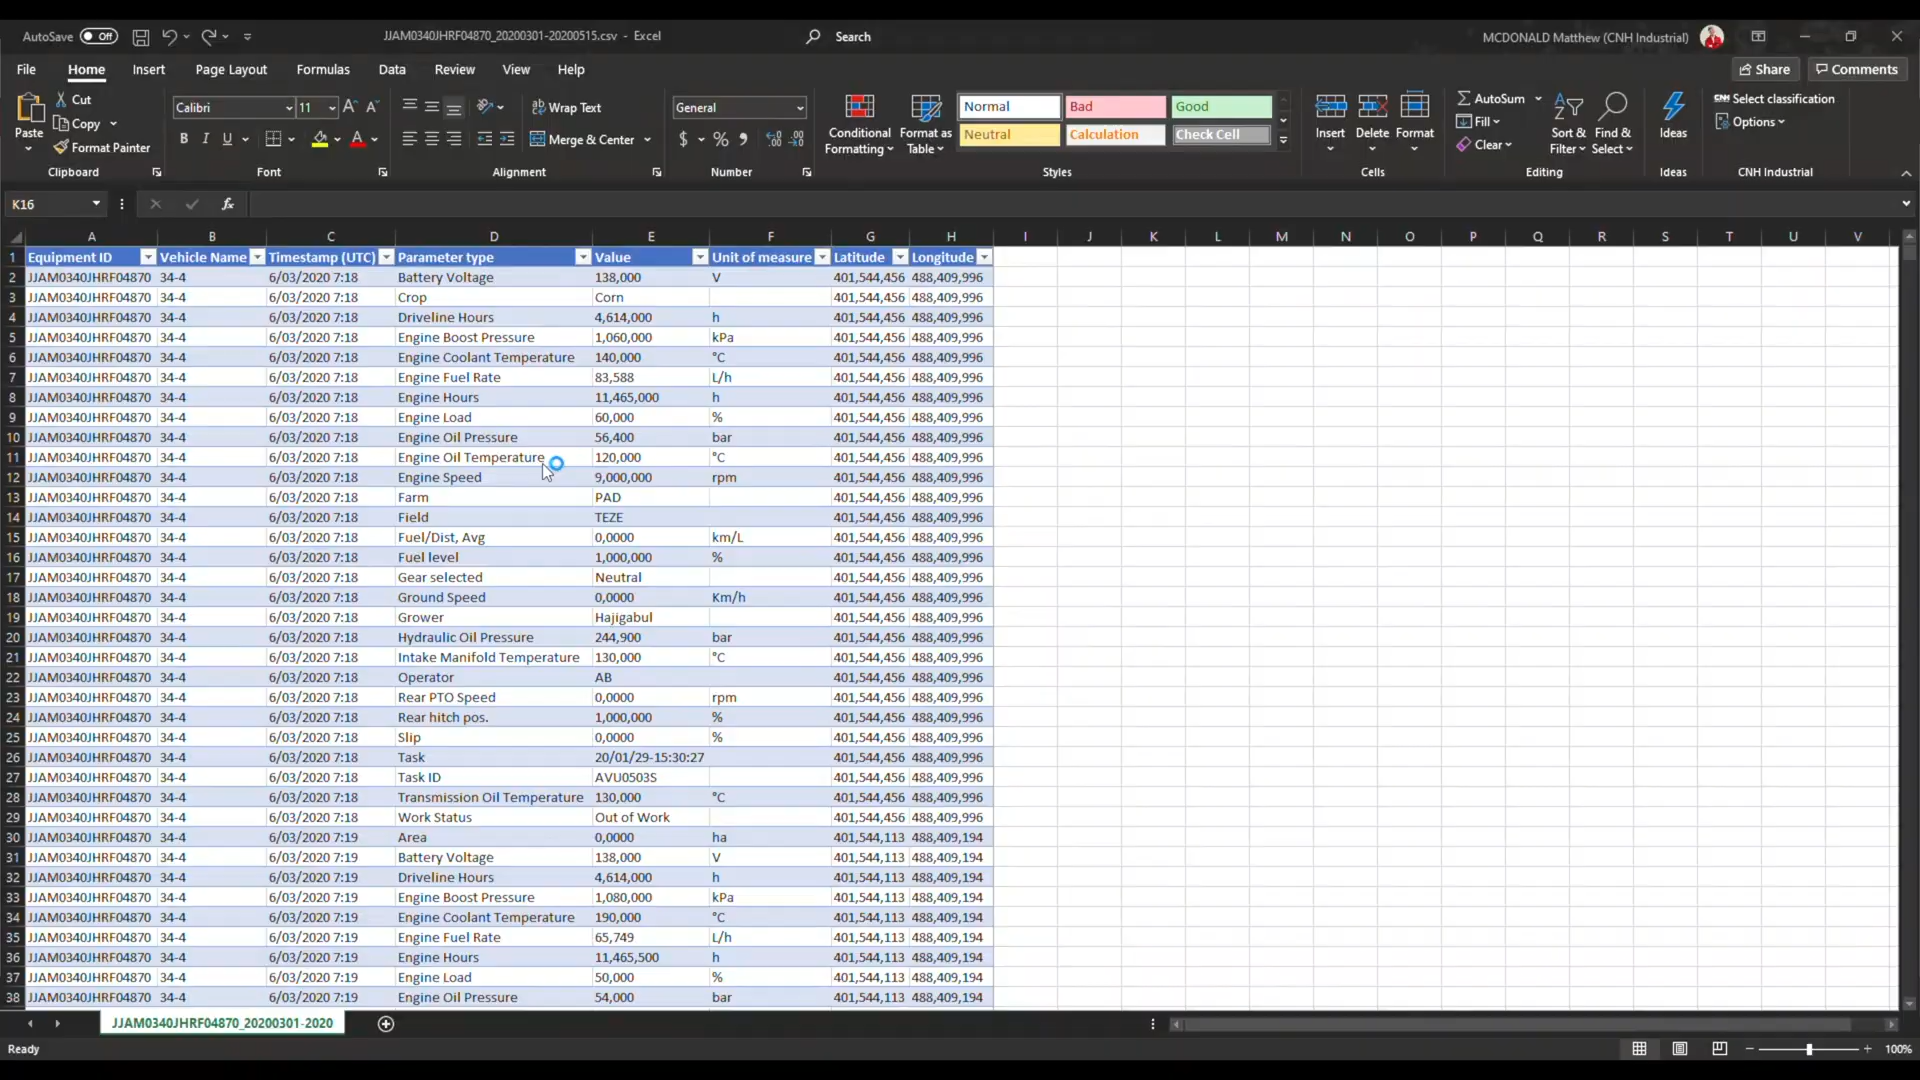 AutoSave Off JJAM0340JHRF04870_20200301-20200515.csv - Excel Search MCDONALD Matthew (CNH Industrial)
File Home Insert Page Layout Formulas Data Review View Help Share Comments
Paste Cut Copy Format Painter Clipboard
Calibri 11 B I U A Font
Wrap Text Merge & Center Alignment
General $ % Number
Conditional Formatting Format as Table Normal Bad Good Neutral Calculation Check Cell Styles
Insert Delete Format Cells
AutoSum Fill Clear Sort & Filter Find & Select Editing
Ideas Ideas
CNH Select classification Options CNH Industrial
K16 fx
A B C D E F G H I J K L M N O P Q R S T U V
1 Equipment ID Vehicle Name Timestamp (UTC) Parameter type Value Unit of measure Latitude Longitude
2 JJAM0340JHRF04870 34-4 6/03/2020 7:18 Battery Voltage 138,000 V 401,544,456 488,409,996
3 JJAM0340JHRF04870 34-4 6/03/2020 7:18 Crop Corn 401,544,456 488,409,996
4 JJAM0340JHRF04870 34-4 6/03/2020 7:18 Driveline Hours 4,614,000 h 401,544,456 488,409,996
5 JJAM0340JHRF04870 34-4 6/03/2020 7:18 Engine Boost Pressure 1,060,000 kPa 401,544,456 488,409,996
6 JJAM0340JHRF04870 34-4 6/03/2020 7:18 Engine Coolant Temperature 140,000 °C 401,544,456 488,409,996
7 JJAM0340JHRF04870 34-4 6/03/2020 7:18 Engine Fuel Rate 83,588 L/h 401,544,456 488,409,996
8 JJAM0340JHRF04870 34-4 6/03/2020 7:18 Engine Hours 11,465,000 h 401,544,456 488,409,996
9 JJAM0340JHRF04870 34-4 6/03/2020 7:18 Engine Load 60,000 % 401,544,456 488,409,996
10 JJAM0340JHRF04870 34-4 6/03/2020 7:18 Engine Oil Pressure 56,400 bar 401,544,456 488,409,996
11 JJAM0340JHRF04870 34-4 6/03/2020 7:18 Engine Oil Temperature 120,000 °C 401,544,456 488,409,996
12 JJAM0340JHRF04870 34-4 6/03/2020 7:18 Engine Speed 9,000,000 rpm 401,544,456 488,409,996
13 JJAM0340JHRF04870 34-4 6/03/2020 7:18 Farm PAD 401,544,456 488,409,996
14 JJAM0340JHRF04870 34-4 6/03/2020 7:18 Field TEZE 401,544,456 488,409,996
15 JJAM0340JHRF04870 34-4 6/03/2020 7:18 Fuel/Dist, Avg 0,0000 km/L 401,544,456 488,409,996
16 JJAM0340JHRF04870 34-4 6/03/2020 7:18 Fuel level 1,000,000 % 401,544,456 488,409,996
17 JJAM0340JHRF04870 34-4 6/03/2020 7:18 Gear selected Neutral 401,544,456 488,409,996
18 JJAM0340JHRF04870 34-4 6/03/2020 7:18 Ground Speed 0,0000 Km/h 401,544,456 488,409,996
19 JJAM0340JHRF04870 34-4 6/03/2020 7:18 Grower Hajigabul 401,544,456 488,409,996
20 JJAM0340JHRF04870 34-4 6/03/2020 7:18 Hydraulic Oil Pressure 244,900 bar 401,544,456 488,409,996
21 JJAM0340JHRF04870 34-4 6/03/2020 7:18 Intake Manifold Temperature 130,000 °C 401,544,456 488,409,996
22 JJAM0340JHRF04870 34-4 6/03/2020 7:18 Operator AB 401,544,456 488,409,996
23 JJAM0340JHRF04870 34-4 6/03/2020 7:18 Rear PTO Speed 0,0000 rpm 401,544,456 488,409,996
24 JJAM0340JHRF04870 34-4 6/03/2020 7:18 Rear hitch pos. 1,000,000 % 401,544,456 488,409,996
25 JJAM0340JHRF04870 34-4 6/03/2020 7:18 Slip 0,0000 % 401,544,456 488,409,996
26 JJAM0340JHRF04870 34-4 6/03/2020 7:18 Task 20/01/29-15:30:27 401,544,456 488,409,996
27 JJAM0340JHRF04870 34-4 6/03/2020 7:18 Task ID AVU0503S 401,544,456 488,409,996
28 JJAM0340JHRF04870 34-4 6/03/2020 7:18 Transmission Oil Temperature 130,000 °C 401,544,456 488,409,996
29 JJAM0340JHRF04870 34-4 6/03/2020 7:18 Work Status Out of Work 401,544,456 488,409,996
30 JJAM0340JHRF04870 34-4 6/03/2020 7:19 Area 0,0000 ha 401,544,113 488,409,194
31 JJAM0340JHRF04870 34-4 6/03/2020 7:19 Battery Voltage 138,000 V 401,544,113 488,409,194
32 JJAM0340JHRF04870 34-4 6/03/2020 7:19 Driveline Hours 4,614,000 h 401,544,113 488,409,194
33 JJAM0340JHRF04870 34-4 6/03/2020 7:19 Engine Boost Pressure 1,080,000 kPa 401,544,113 488,409,194
34 JJAM0340JHRF04870 34-4 6/03/2020 7:19 Engine Coolant Temperature 190,000 °C 401,544,113 488,409,194
35 JJAM0340JHRF04870 34-4 6/03/2020 7:19 Engine Fuel Rate 65,749 L/h 401,544,113 488,409,194
36 JJAM0340JHRF04870 34-4 6/03/2020 7:19 Engine Hours 11,465,500 h 401,544,113 488,409,194
37 JJAM0340JHRF04870 34-4 6/03/2020 7:19 Engine Load 50,000 % 401,544,113 488,409,194
38 JJAM0340JHRF04870 34-4 6/03/2020 7:19 Engine Oil Pressure 54,000 bar 401,544,113 488,409,194
JJAM0340JHRF04870_20200301-2020
Ready 100%